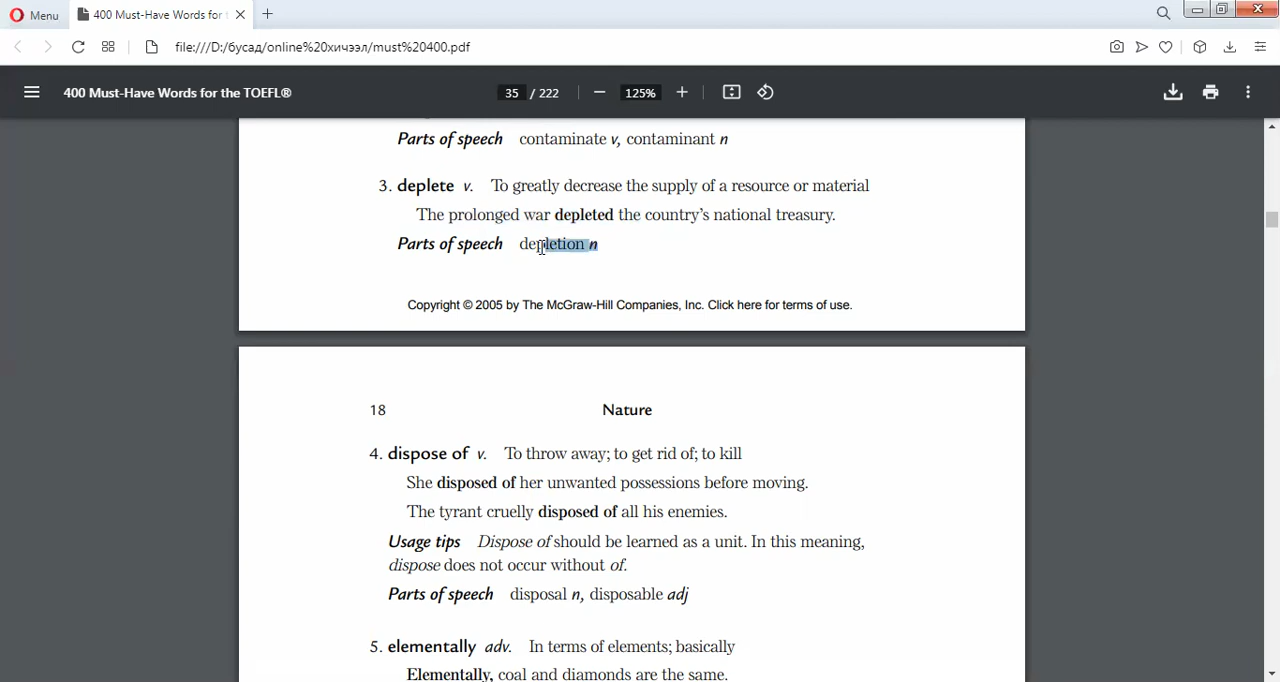 Menu
400 Must-Have Words for t
file:///D:/бусад/online%20хичээл/must%20400.pdf
400 Must-Have Words for the TOEFL®
35 / 222
125%
Parts of speech contaminate v, contaminant n
3. deplete v. To greatly decrease the supply of a resource or material
The prolonged war depleted the country's national treasury.
Parts of speech depletion n
Copyright © 2005 by The McGraw-Hill Companies, Inc. Click here for terms of use.
18 Nature
4. dispose of v. To throw away; to get rid of; to kill
She disposed of her unwanted possessions before moving.
The tyrant cruelly disposed of all his enemies.
Usage tips Dispose of should be learned as a unit. In this meaning,
dispose does not occur without of.
Parts of speech disposal n, disposable adj
5. elementally adv. In terms of elements; basically
Elementally, coal and diamonds are the same.